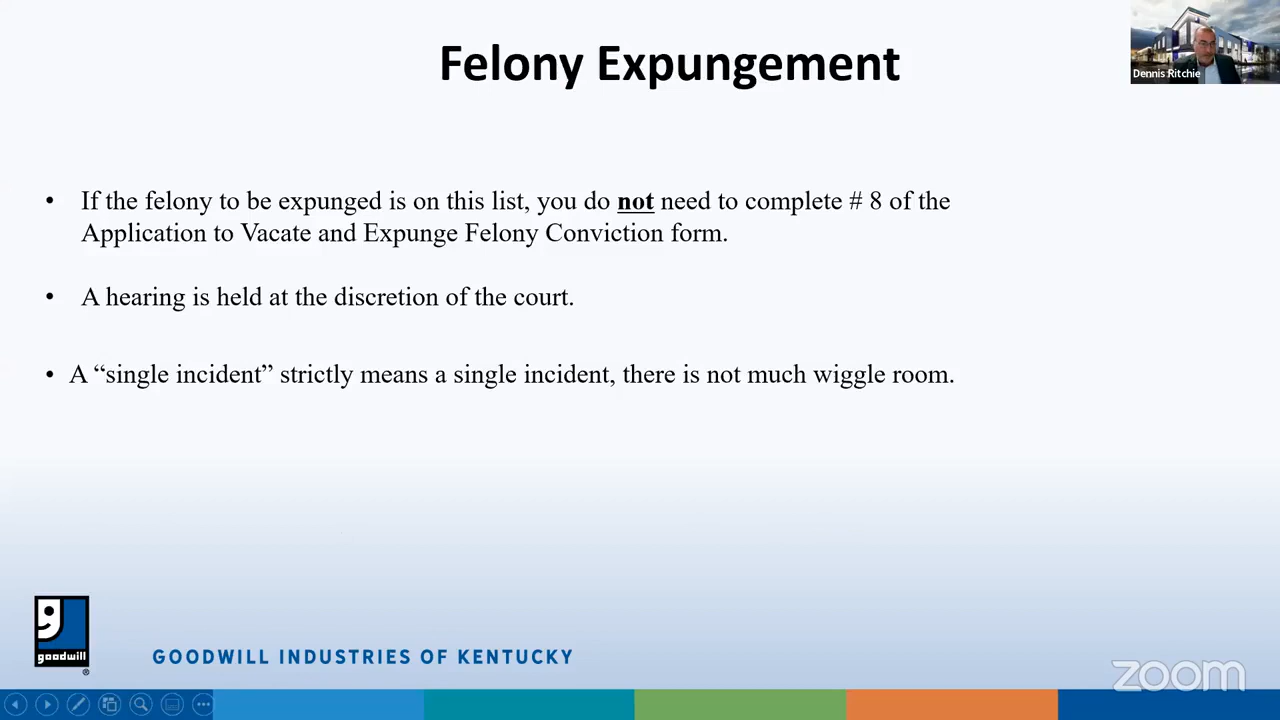 Felony Expungement
Dennis Ritchie
• If the felony to be expunged is on this list, you do not need to complete # 8 of the
Application to Vacate and Expunge Felony Conviction form.
• A hearing is held at the discretion of the court.
• A “single incident” strictly means a single incident, there is not much wiggle room.
g
goodwill
®
GOODWILL INDUSTRIES OF KENTUCKY
zoom